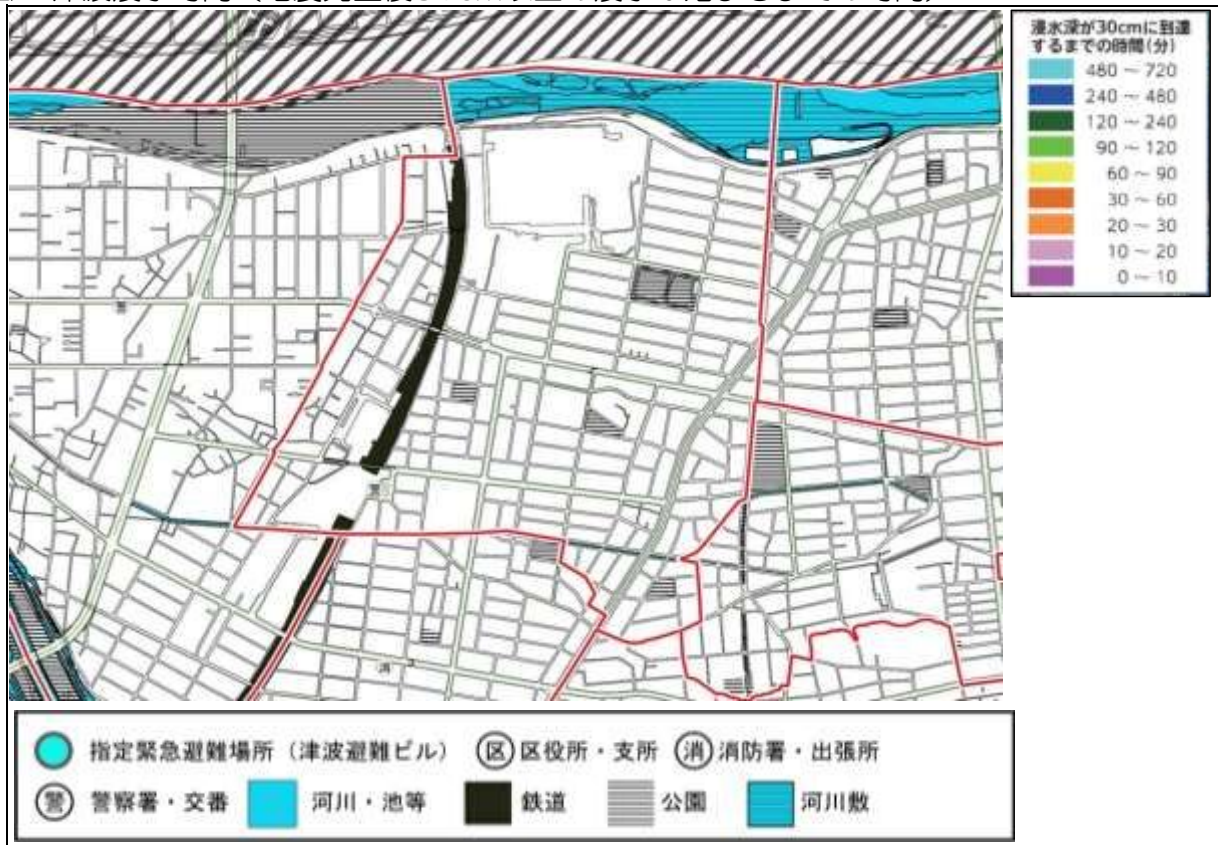 浸水深が30cmに到達
するまでの時間(分)
480～720
240～480
120～240
90～120
60～90
30～60
20～30
10～20
0～10
警
警
消
指定緊急避難場所（津波避難ビル） 区 区役所・支所 消 消防署・出張所
警 警察署・交番 河川・池等 鉄道 公園 河川敷